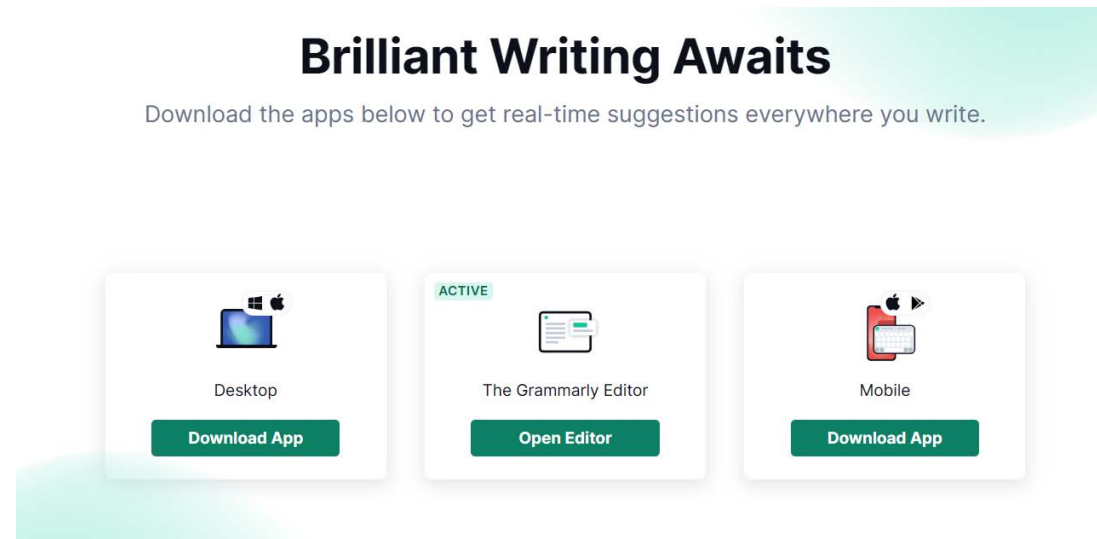 Brilliant Writing Awaits
Download the apps below to get real-time suggestions everywhere you write.
ACTIVE
Desktop
The Grammarly Editor
Mobile
Download App
Open Editor
Download App